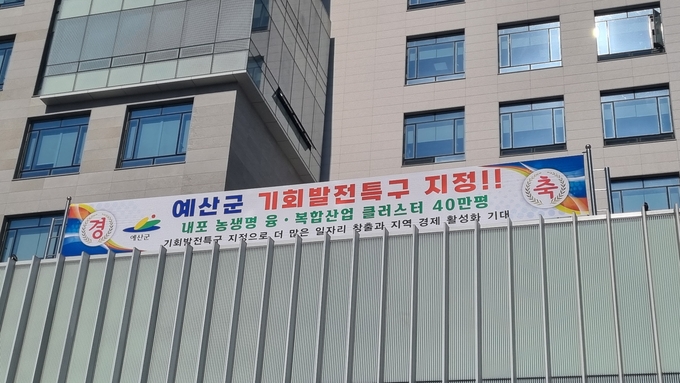 경 예산군 기회발전특구 지정!! 축
예산군
내포 농생명 융·복합산업 클러스터 40만평
기회발전특구 지정으로 더 많은 일자리 창출과 지역 경제 활성화 기대